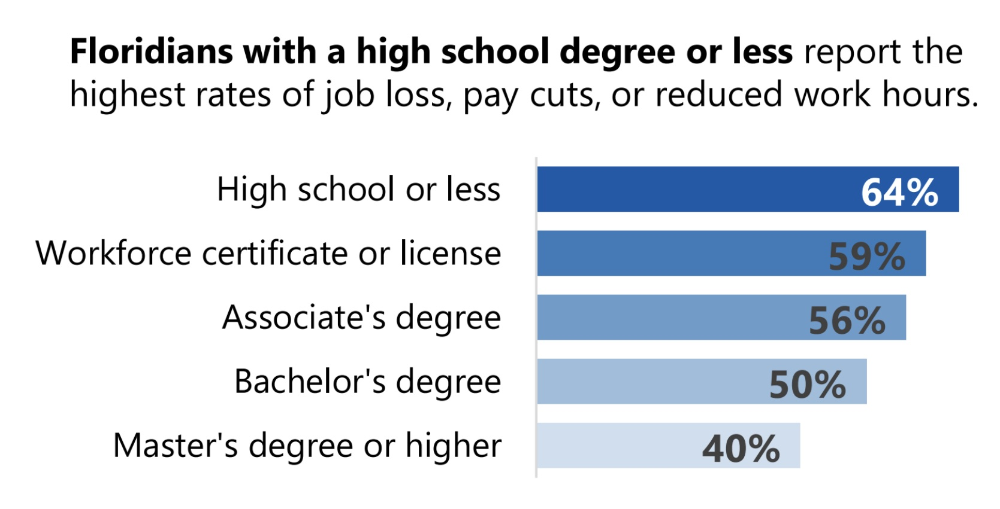 Floridians with a high school degree or less report the
highest rates of job loss, pay cuts, or reduced work hours.
High school or less 64%
Workforce certificate or license 59%
Associate's degree 56%
Bachelor's degree 50%
Master's degree or higher 40%